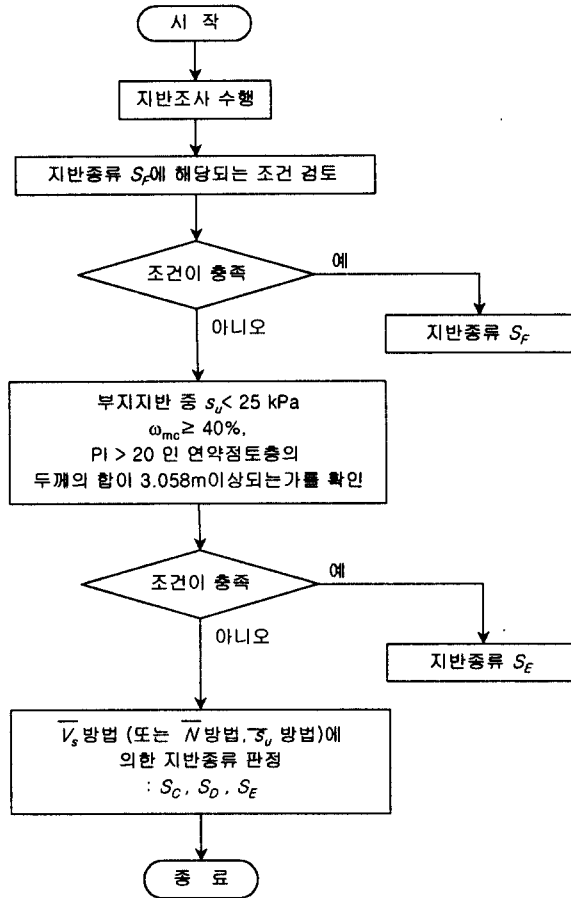 시 작
지반조사 수행
지반종류 S_F에 해당되는 조건 검토
조건이 충족
예
지반종류 S_F
아니오
부지지반 중 s_u < 25 kPa
ω_mc ≥ 40%,
PI > 20 인 연약점토층의
두께의 합이 3.058m이상되는가를 확인
조건이 충족
예
지반종류 S_E
아니오
V̅_s 방법 (또는 N̅ 방법, s̅_u 방법)에
의한 지반종류 판정
: S_C, S_D, S_E
종 료